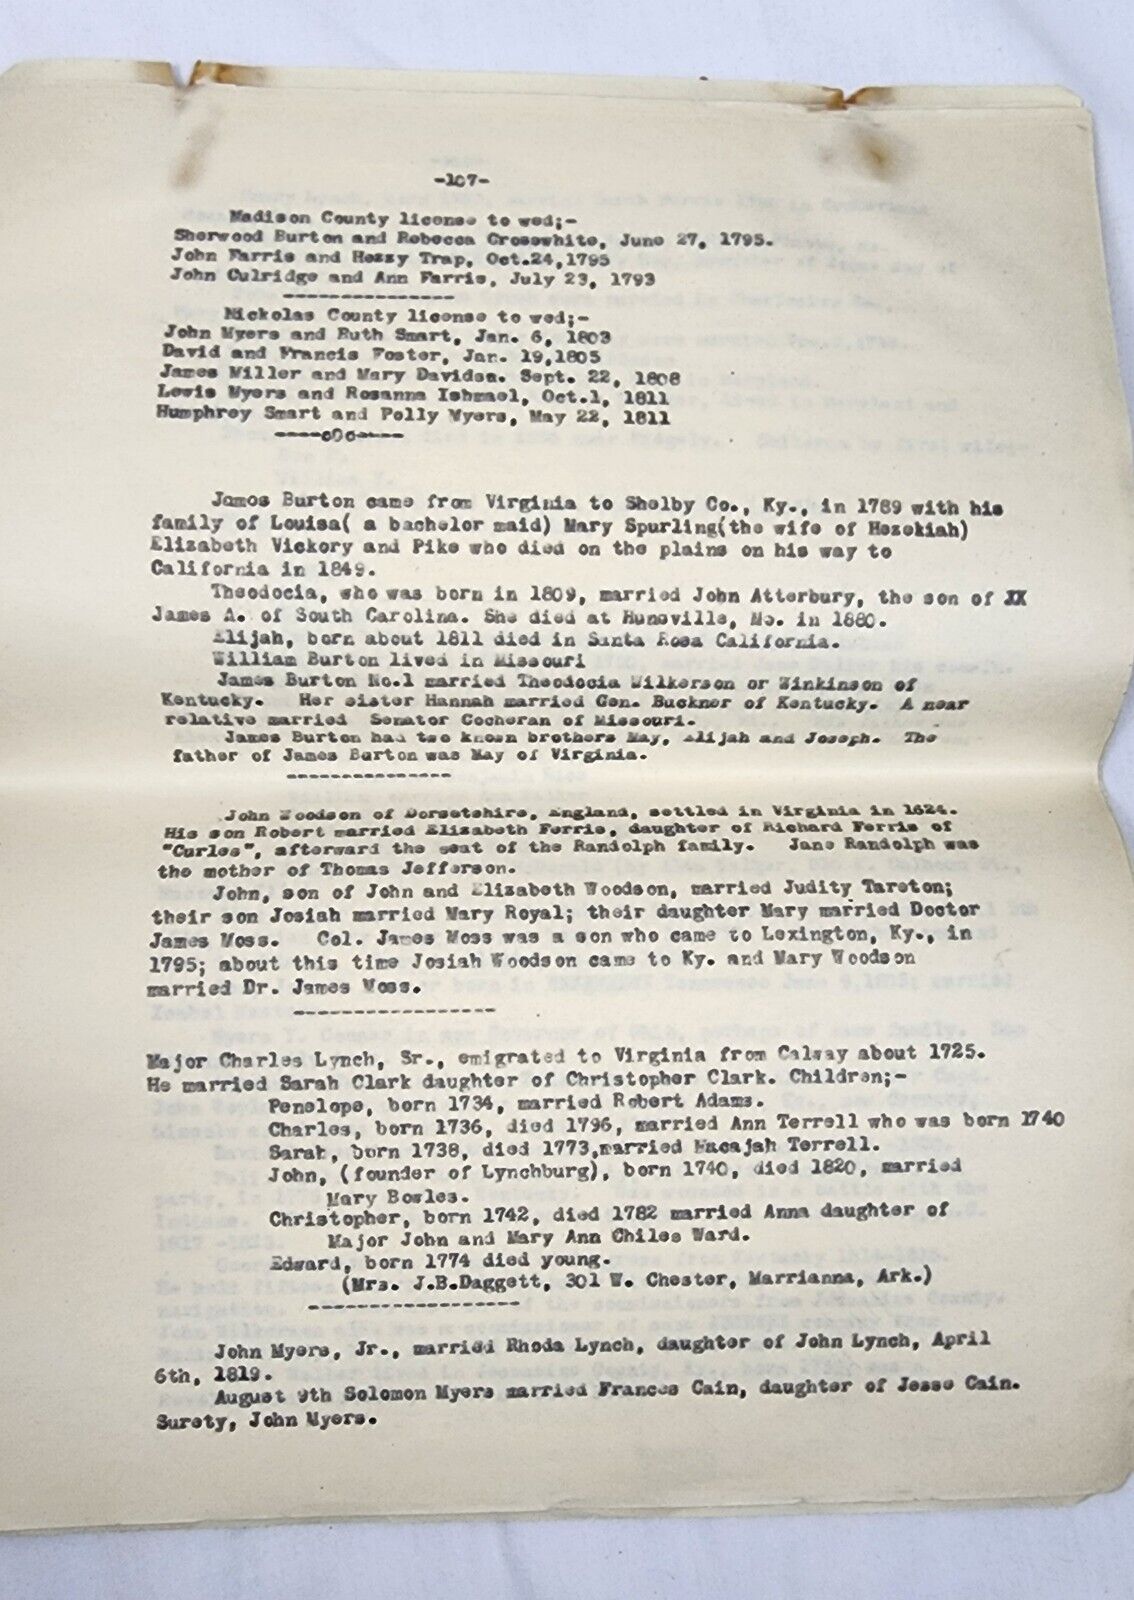 -107-
Madison County license to wed;-
Sherwood Burton and Rebecca Crosswhite, June 27, 1795.
John Farris and Hezzy Trap, Oct.24,1795
John Culridge and Ann Farris, July 23, 1793
----------------
Nickolas County license to wed;-
John Myers and Ruth Smart, Jan. 6, 1803
David and Francis Foster, Jan. 19,1805
James Miller and Mary Davidsa. Sept. 22, 1808
Lewis Myers and Rosanna Ishmael, Oct.1, 1811
Humphrey Smart and Polly Myers, May 22, 1811
----oOo----
James Burton came from Virginia to Shelby Co., Ky., in 1789 with his
family of Louisa( a bachelor maid) Mary Spurling(the wife of Hezekiah)
Elizabeth Vickory and Pike who died on the plains on his way to
California in 1849.
Theodocia, who was born in 1809, married John Atterbury, the son of XX
James A. of South Carolina. She died at Hunsville, Mo. in 1880.
Elijah, born about 1811 died in Santa Rosa California.
William Burton lived in Missouri
James Burton No.1 married Theodocia Wilkerson or Winkinson of
Kentucky. Her sister Hannah married Gen. Buckner of Kentucky. A near
relative married Senator Cocheran of Missouri.
James Burton had two known brothers May, Elijah and Joseph. The
father of James Burton was May of Virginia.
----------------
John Woodson of Dorsetshire, England, settled in Virginia in 1624.
His son Robert married Elizabeth Ferris, daughter of Richard Ferris of
"Curles", afterward the seat of the Randolph family. Jane Randolph was
the mother of Thomas Jefferson.
John, son of John and Elizabeth Woodson, married Judity Tareton;
their son Josiah married Mary Royal; their daughter Mary married Doctor
James Moss. Col. James Moss was a son who came to Lexington, Ky., in
1795; about this time Josiah Woodson came to Ky. and Mary Woodson
married Dr. James Moss.
-------------------
Major Charles Lynch, Sr., emigrated to Virginia from Calway about 1725.
He married Sarah Clark daughter of Christopher Clark. Children;-
Penelope, born 1734, married Robert Adams.
Charles, born 1736, died 1796, married Ann Terrell who was born 1740
Sarah, born 1738, died 1773,married Macajah Terrell.
John, (founder of Lynchburg), born 1740, died 1820, married
Mary Bowles.
Christopher, born 1742, died 1782 married Anna daughter of
Major John and Mary Ann Chiles Ward.
Edward, born 1774 died young.
(Mrs. J.B.Daggett, 301 W. Chester, Marrianna, Ark.)
--------------------
John Myers, Jr., married Rhoda Lynch, daughter of John Lynch, April
6th, 1819.
August 9th Solomon Myers married Frances Cain, daughter of Jesse Cain.
Surety, John Myers.